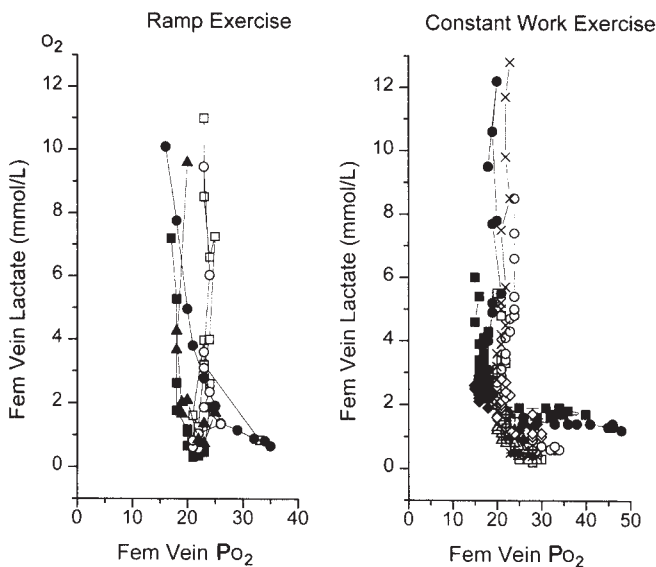 Ramp Exercise
O2
12
10
8
6
4
2
0
Fem Vein Lactate (mmol/L)
0 10 20 30 40
Fem Vein PO2
Constant Work Exercise
12
10
8
6
4
2
0
Fem Vein Lactate (mmol/L)
0 10 20 30 40 50
Fem Vein PO2